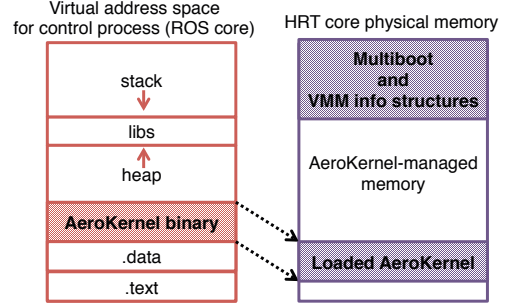 Virtual address space
for control process (ROS core)
stack
libs
heap
AeroKernel binary
.data
.text
HRT core physical memory
Multiboot
and
VMM info structures
AeroKernel-managed
memory
Loaded AeroKernel